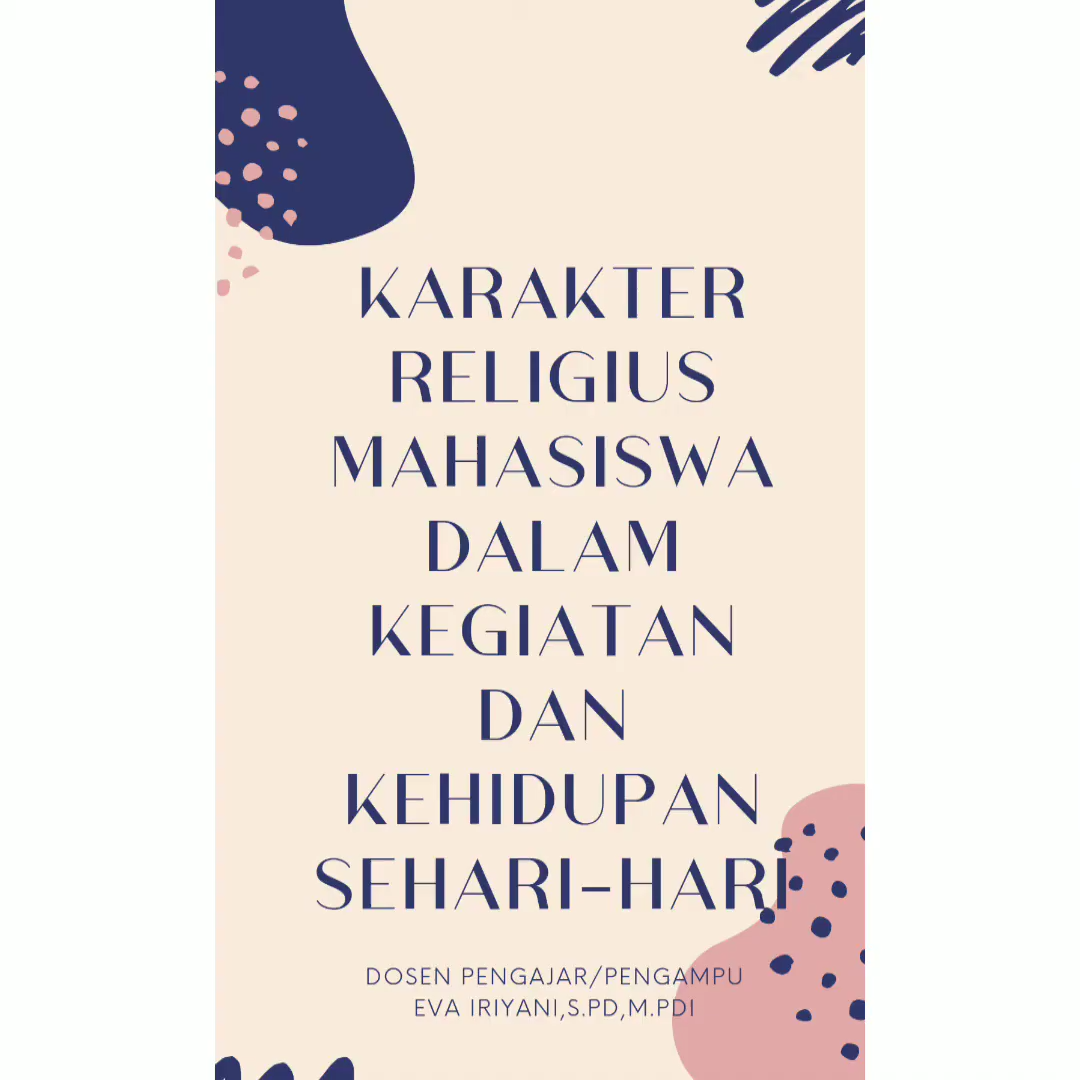 KARAKTER
RELIGIUS
MAHASISWA
DALAM
KEGIATAN
DAN
KEHIDUPAN
SEHARI-HARI
DOSEN PENGAJAR/PENGAMPU
EVA IRIYANI,S.PD,M.PDI